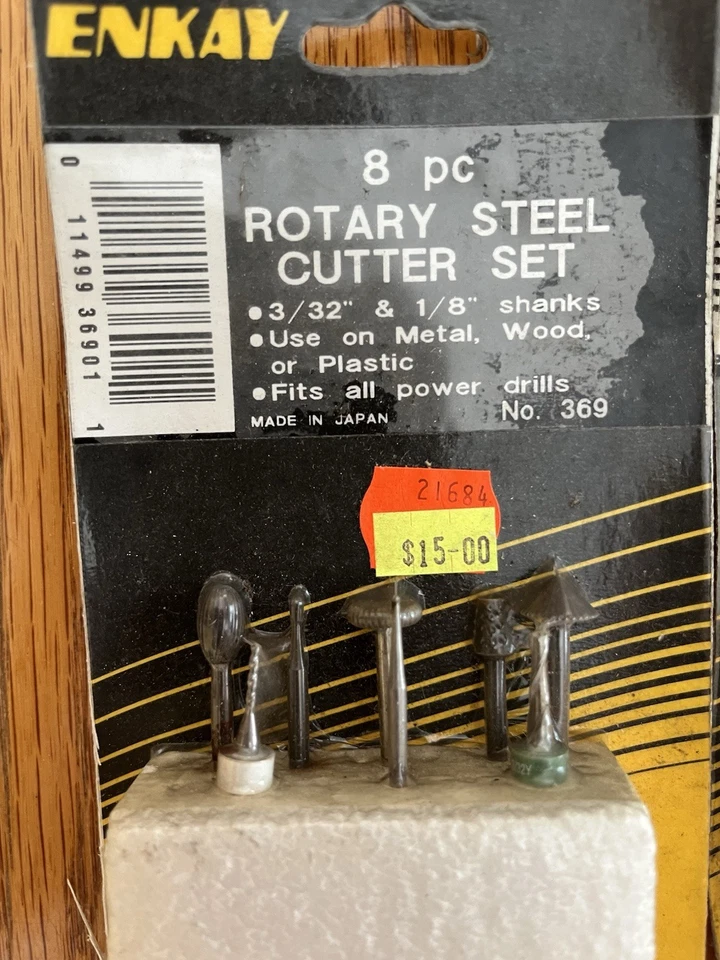 ENKAY
8 pc
ROTARY STEEL
CUTTER SET
•3/32" & 1/8" shanks
•Use on Metal, Wood,
or Plastic
•Fits all power drills
MADE IN JAPAN No. 369
0 11499 36901 1
21684
$15-00